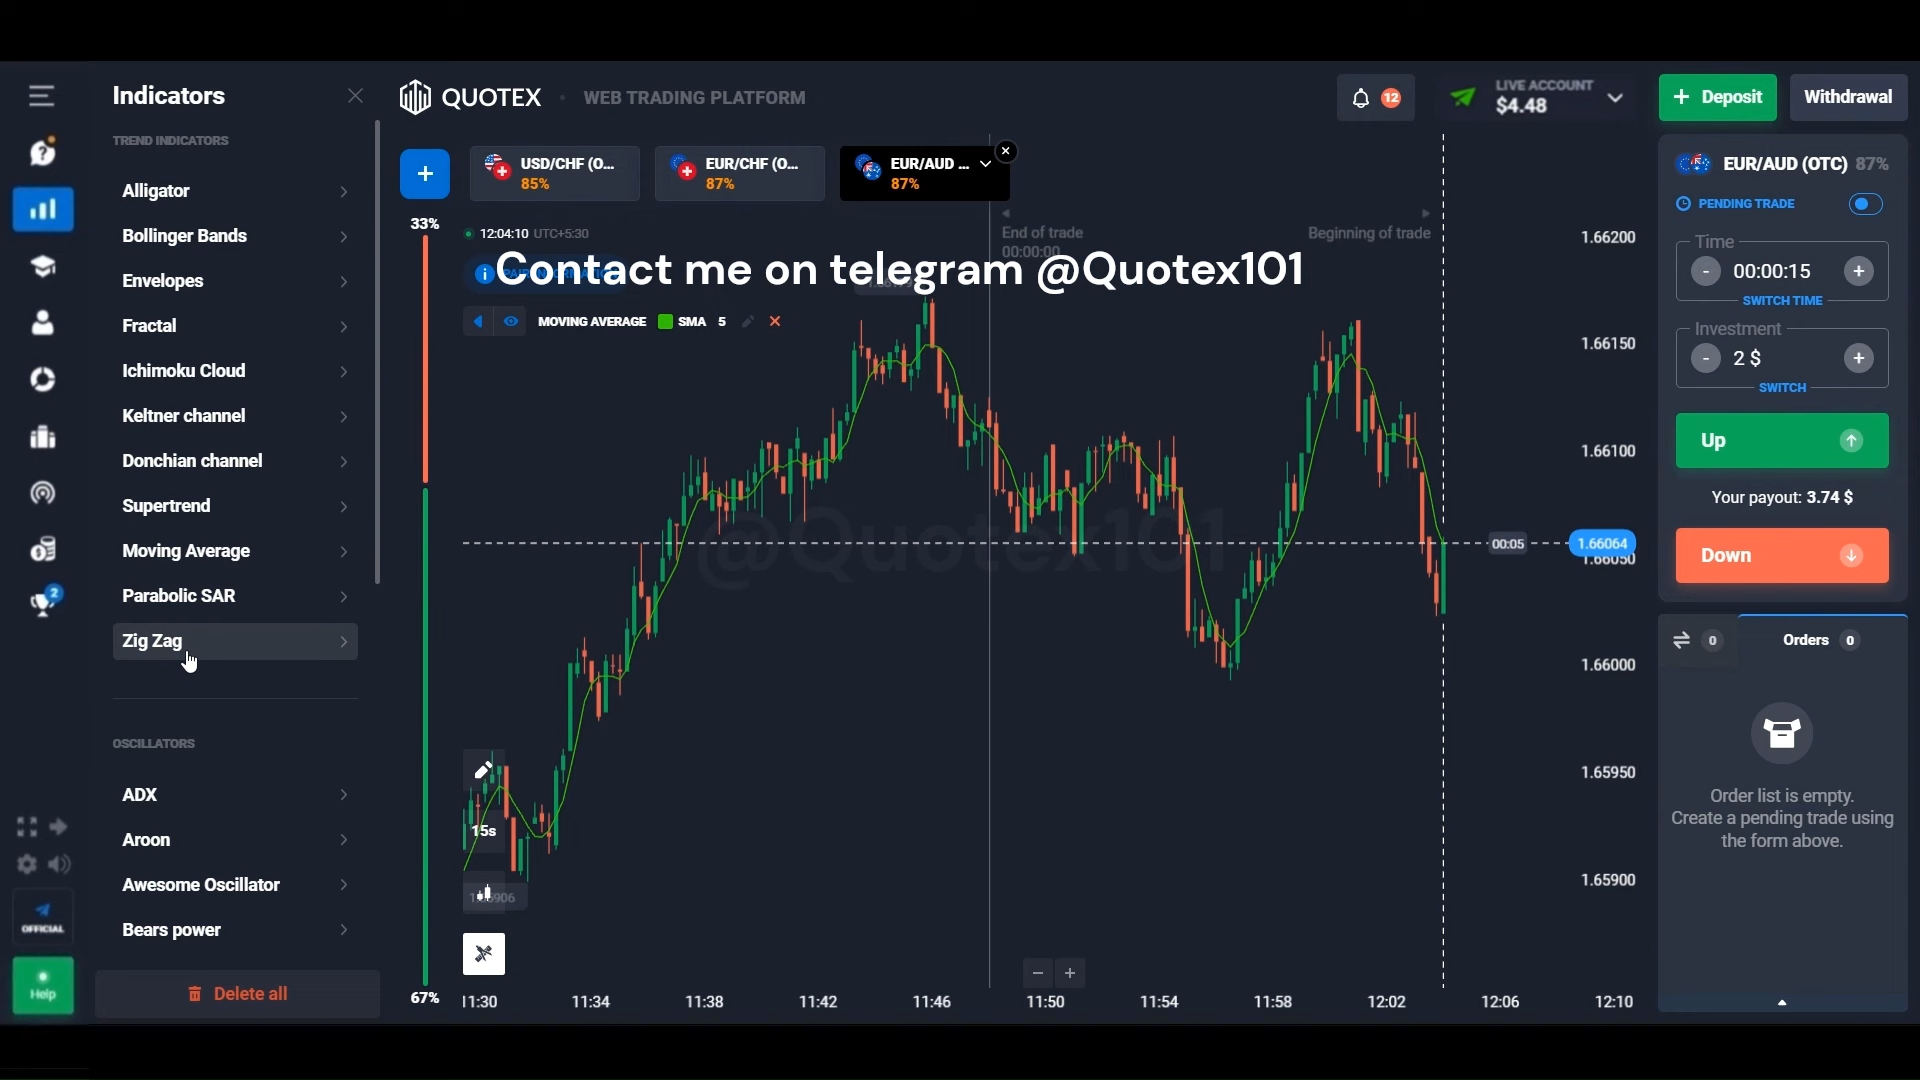 Indicators
TREND INDICATORS
Alligator
Bollinger Bands
Envelopes
Fractal
Ichimoku Cloud
Keltner channel
Donchian channel
Supertrend
Moving Average
Parabolic SAR
Zig Zag
OSCILLATORS
ADX
Aroon
Awesome Oscillator
Bears power
Delete all
2
OFFICIAL
Help
QUOTEX
WEB TRADING PLATFORM
12
LIVE ACCOUNT
$4.48
+ Deposit
Withdrawal
USD/CHF (O...
85%
EUR/CHF (O...
87%
EUR/AUD ...
87%
33%
67%
12:04:10 UTC+5:30
End of trade
00:00:00
Beginning of trade
Contact me on telegram @Quotex101
MOVING AVERAGE SMA 5
@Quotex101
15s
00:05
1.66200
1.66150
1.66100
1.66064
1.66050
1.66000
1.65950
1.65900
11:30 11:34 11:38 11:42 11:46 11:50 11:54 11:58 12:02 12:06 12:10
EUR/AUD (OTC) 87%
PENDING TRADE
Time
- 00:00:15 +
SWITCH TIME
Investment
- 2 $ +
SWITCH
Up
Your payout: 3.74 $
Down
0
Orders 0
Order list is empty.
Create a pending trade using
the form above.